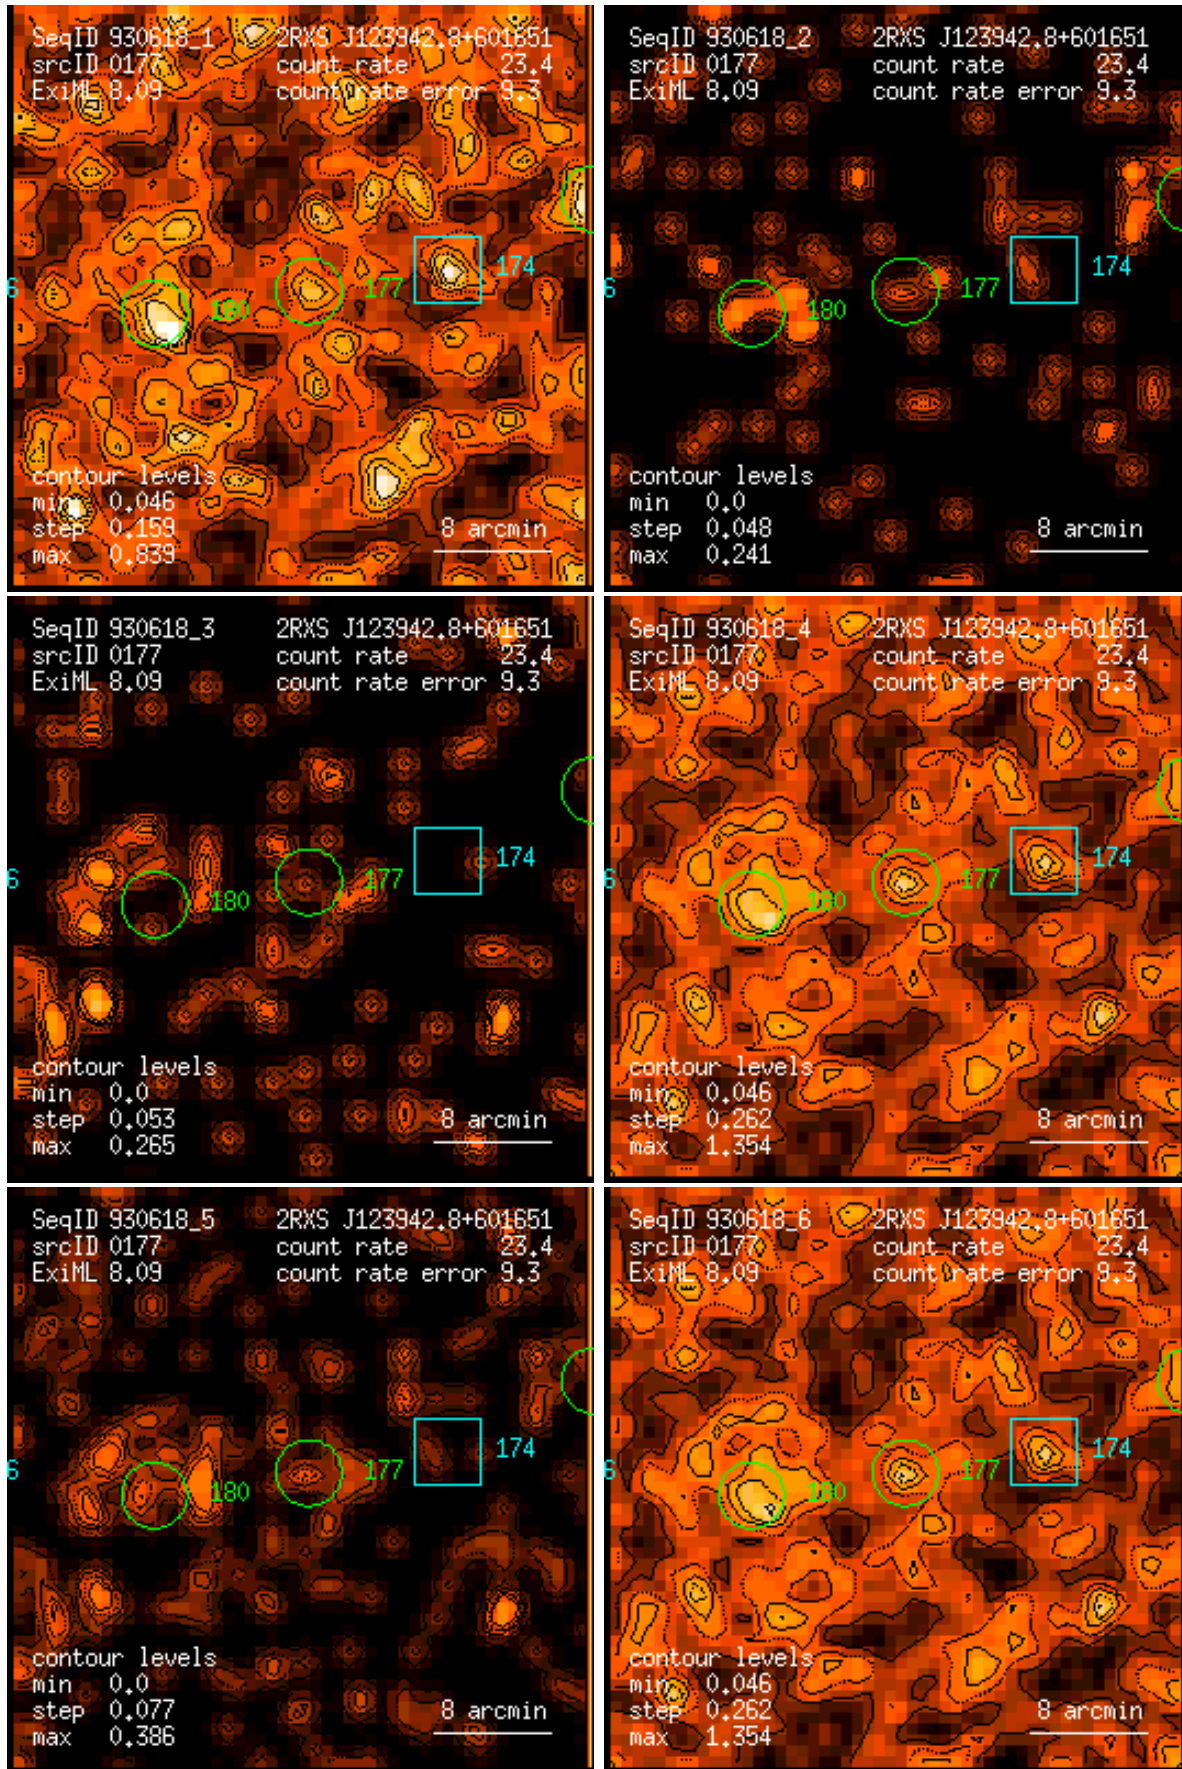 SeqID 930618_1 2RXS J123942.8+601651
srcID 0177 count rate 23.4
ExiML 8.09 count rate error 9.3
174
177
6 180
contour levels
min 0.046
step 0.159 8 arcmin
max 0.839
SeqID 930618_2 2RXS J123942.8+601651
srcID 0177 count rate 23.4
ExiML 8.09 count rate error 9.3
174
177
6 180
contour levels
min 0.0
step 0.048 8 arcmin
max 0.241
SeqID 930618_3 2RXS J123942.8+601651
srcID 0177 count rate 23.4
ExiML 8.09 count rate error 9.3
174
177
6 180
contour levels
min 0.0
step 0.053 8 arcmin
max 0.265
SeqID 930618_4 2RXS J123942.8+601651
srcID 0177 count rate 23.4
ExiML 8.09 count rate error 9.3
174
177
6 180
contour levels
min 0.046
step 0.262 8 arcmin
max 1.354
SeqID 930618_5 2RXS J123942.8+601651
srcID 0177 count rate 23.4
ExiML 8.09 count rate error 9.3
174
177
6 180
contour levels
min 0.0
step 0.077 8 arcmin
max 0.386
SeqID 930618_6 2RXS J123942.8+601651
srcID 0177 count rate 23.4
ExiML 8.09 count rate error 9.3
174
177
6 180
contour levels
min 0.046
step 0.262 8 arcmin
max 1.354